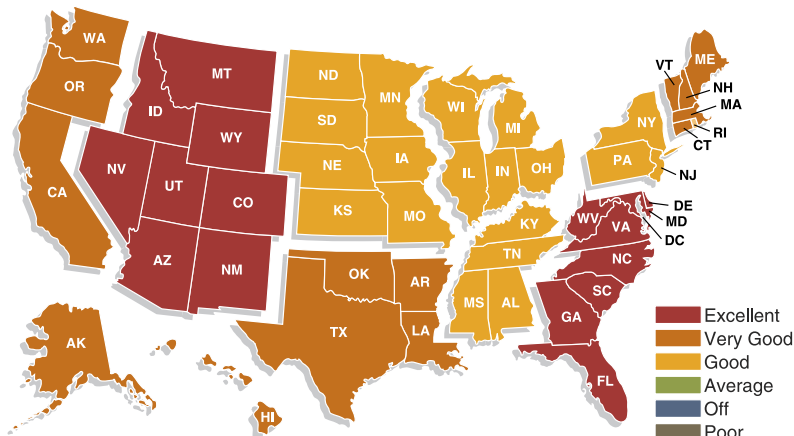 WA
OR
CA
NV
ID
MT
WY
UT
CO
AZ
NM
ND
SD
NE
KS
MN
IA
MO
WI
IL
MI
IN
OH
KY
TN
MS
AL
OK
TX
AR
LA
NY
PA
NJ
VT
ME
NH
MA
RI
CT
DE
MD
DC
WV
VA
NC
SC
GA
FL
AK
HI
Excellent
Very Good
Good
Average
Off
Poor